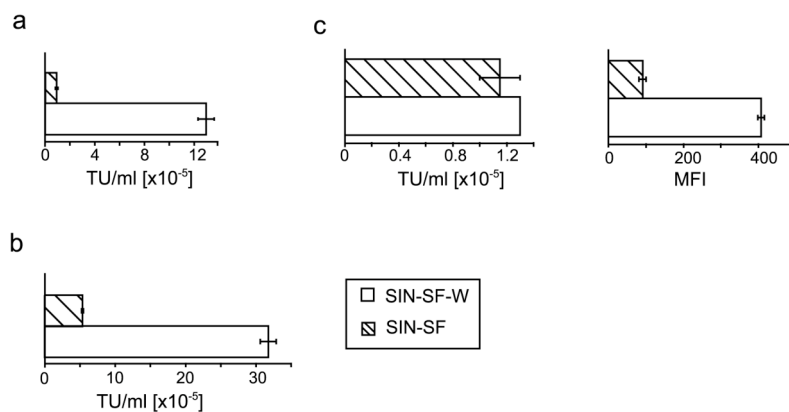 a
0 4 8 12
TU/ml [x10⁻⁵]
c
0 0.4 0.8 1.2
TU/ml [x10⁻⁵]
0 200 400
MFI
b
0 10 20 30
TU/ml [x10⁻⁵]
SIN-SF-W
SIN-SF